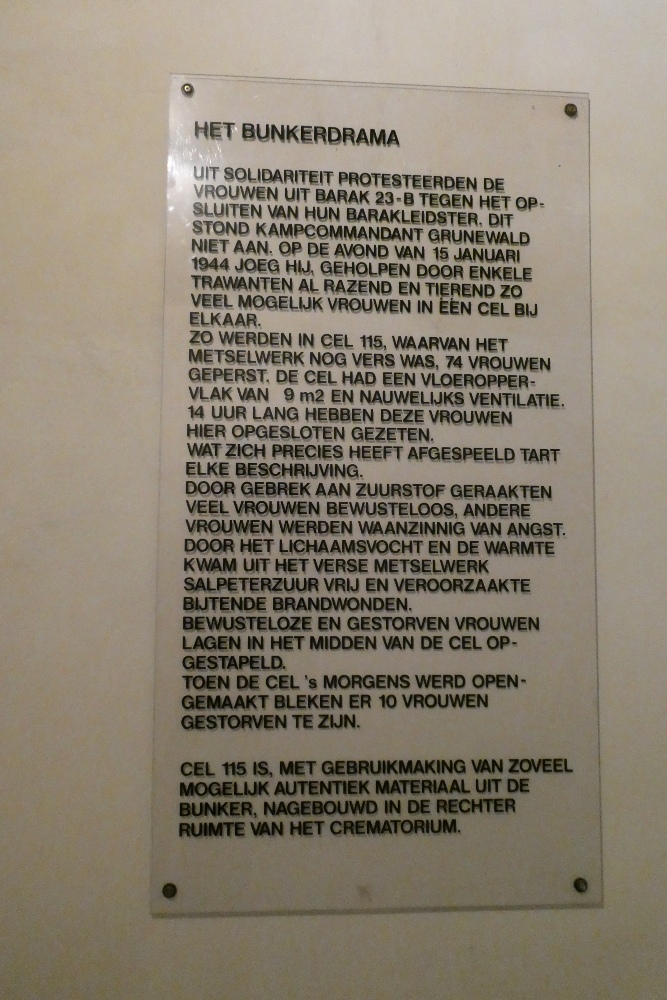 HET BUNKERDRAMA
UIT SOLIDARITEIT PROTESTEERDEN DE
VROUWEN UIT BARAK 23-B TEGEN HET OP-
SLUITEN VAN HUN BARAKLEIDSTER. DIT
STOND KAMPCOMMANDANT GRUNEWALD
NIET AAN. OP DE AVOND VAN 15 JANUARI
1944 JOEG HIJ, GEHOLPEN DOOR ENKELE
TRAWANTEN AL RAZEND EN TIEREND ZO
VEEL MOGELIJK VROUWEN IN EEN CEL BIJ
ELKAAR.
ZO WERDEN IN CEL 115, WAARVAN HET
METSELWERK NOG VERS WAS, 74 VROUWEN
GEPERST. DE CEL HAD EEN VLOEROPPER-
VLAK VAN 9 m2 EN NAUWELIJKS VENTILATIE.
14 UUR LANG HEBBEN DEZE VROUWEN
HIER OPGESLOTEN GEZETEN.
WAT ZICH PRECIES HEEFT AFGESPEELD TART
ELKE BESCHRIJVING.
DOOR GEBREK AAN ZUURSTOF GERAAKTEN
VEEL VROUWEN BEWUSTELOOS, ANDERE
VROUWEN WERDEN WAANZINNIG VAN ANGST.
DOOR HET LICHAAMSVOCHT EN DE WARMTE
KWAM UIT HET VERSE METSELWERK
SALPETERZUUR VRIJ EN VEROORZAAKTE
BIJTENDE BRANDWONDEN.
BEWUSTELOZE EN GESTORVEN VROUWEN
LAGEN IN HET MIDDEN VAN DE CEL OP-
GESTAPELD.
TOEN DE CEL 's MORGENS WERD OPEN-
GEMAAKT BLEKEN ER 10 VROUWEN
GESTORVEN TE ZIJN.
CEL 115 IS, MET GEBRUIKMAKING VAN ZOVEEL
MOGELIJK AUTENTIEK MATERIAAL UIT DE
BUNKER, NAGEBOUWD IN DE RECHTER
RUIMTE VAN HET CREMATORIUM.